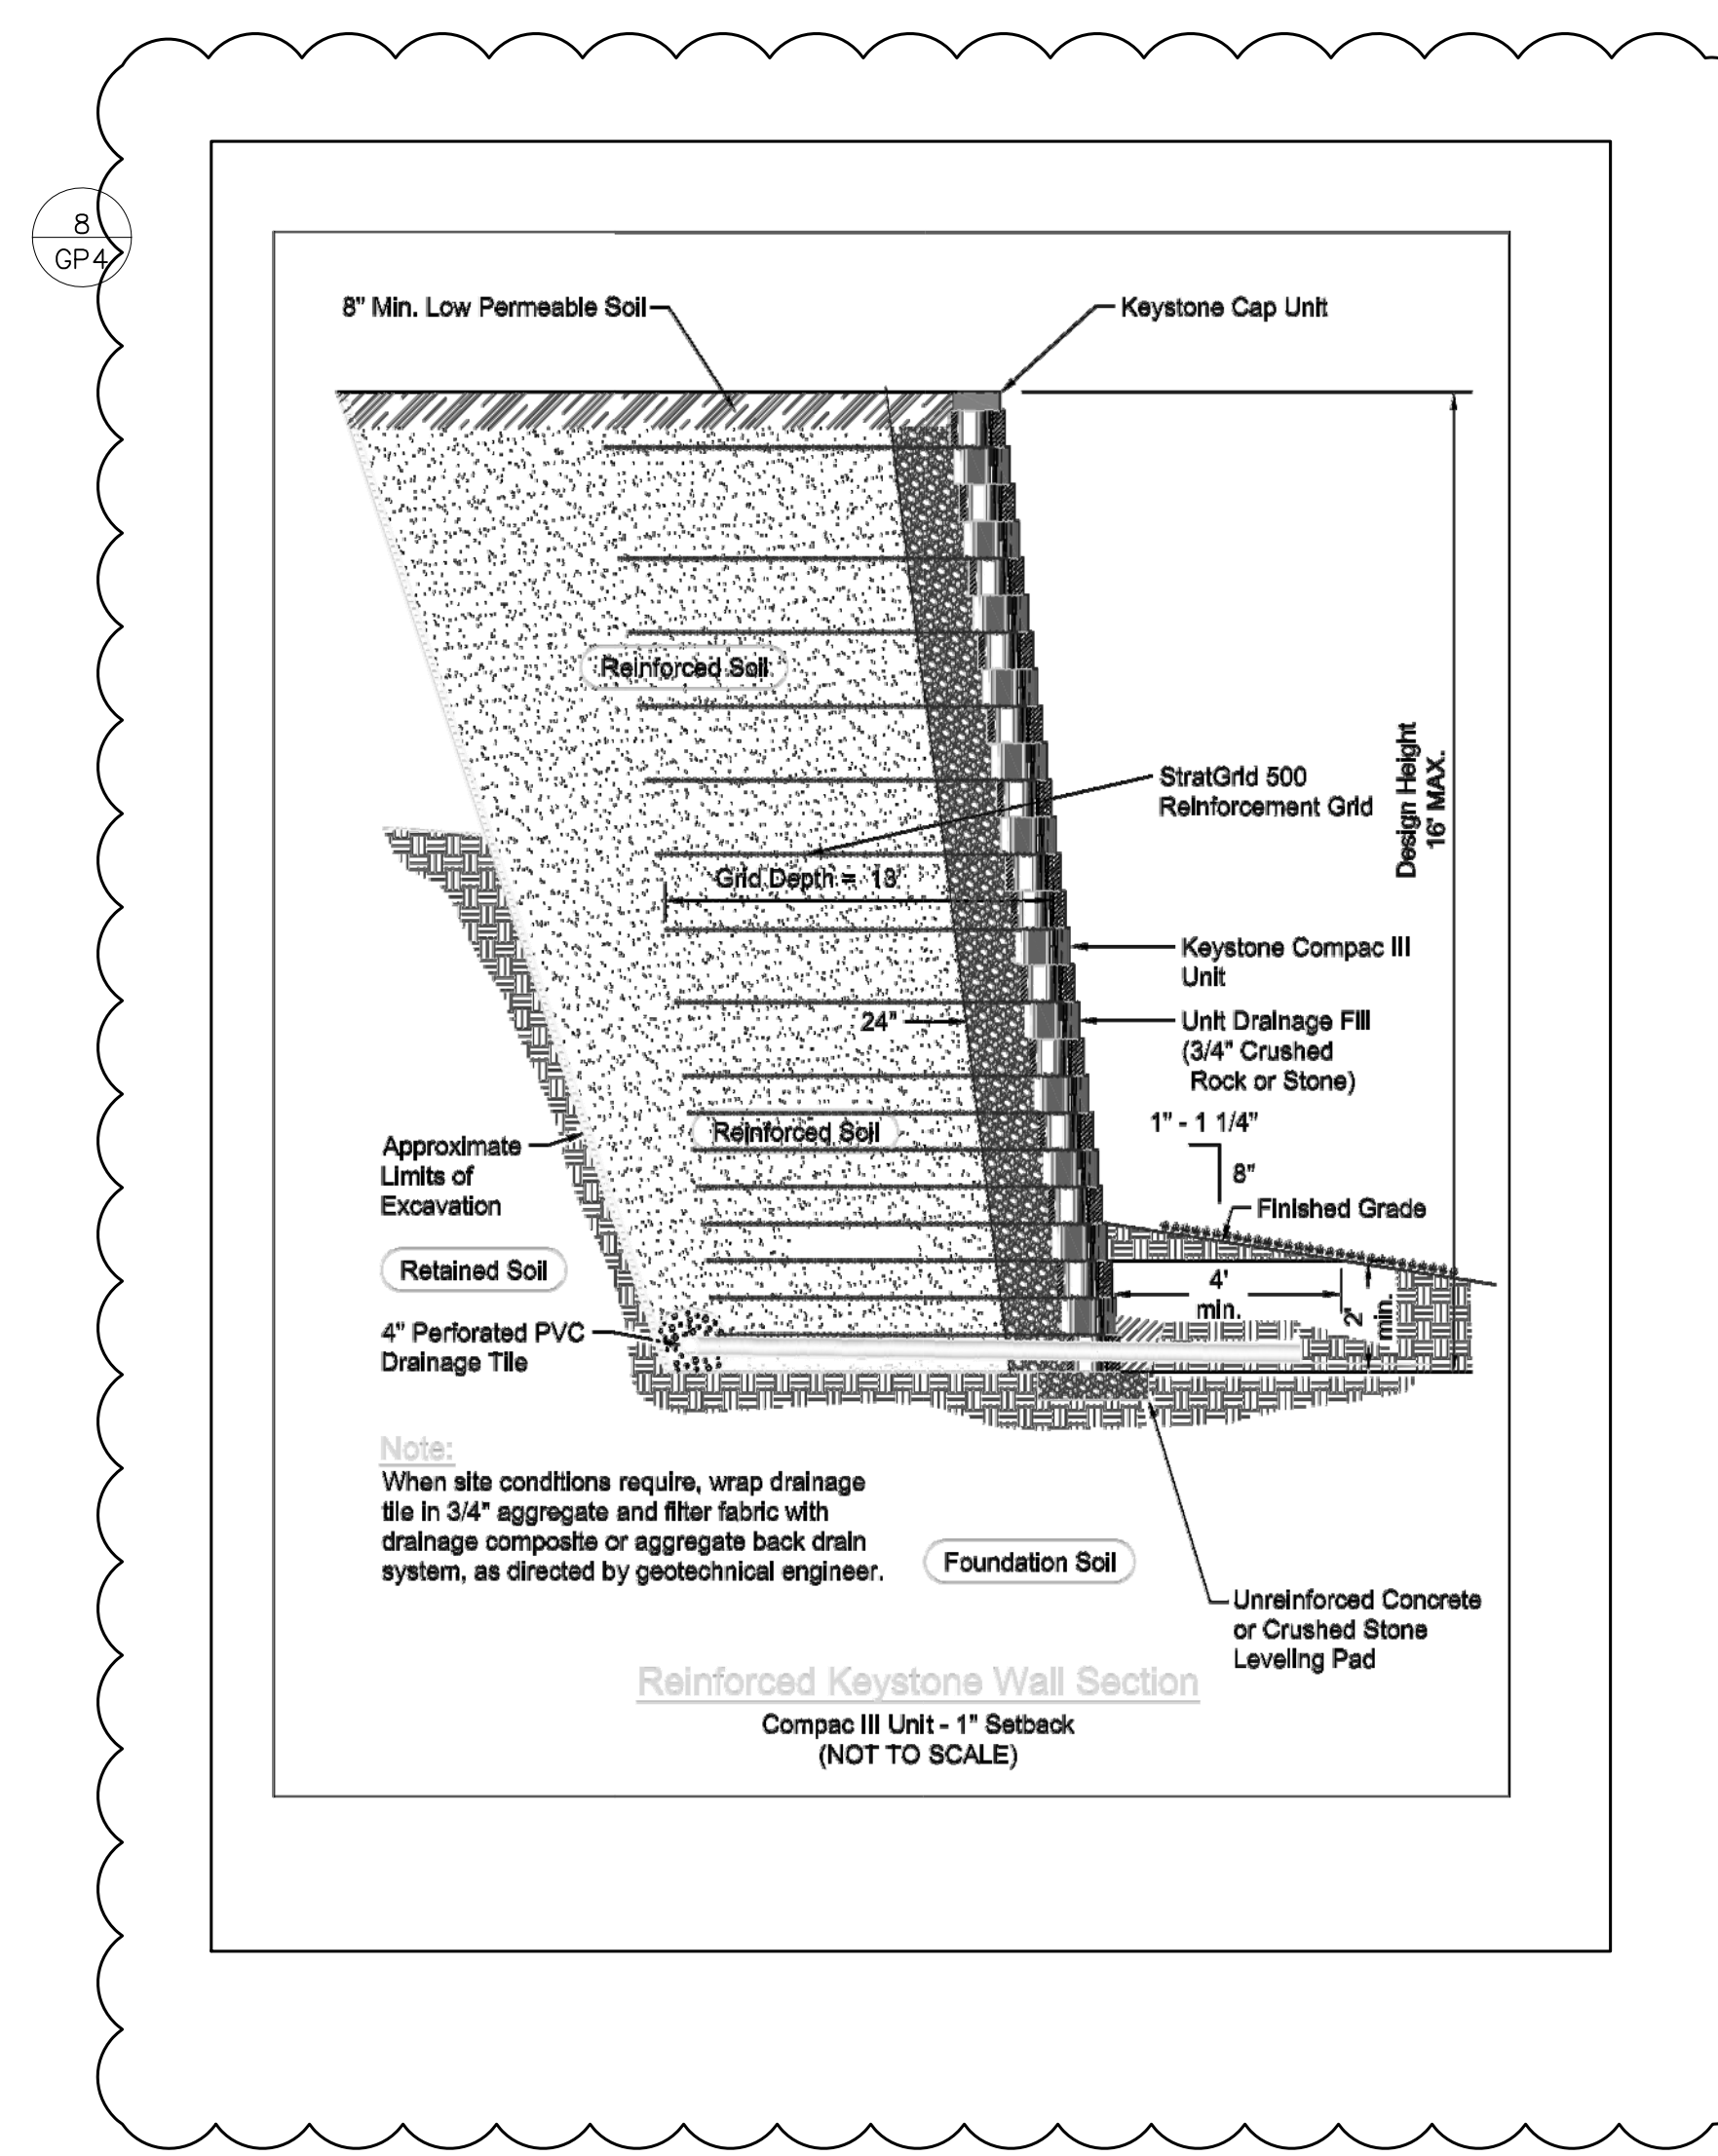 8
GP4
8" Min. Low Permeable Soil
Keystone Cap Unit
Reinforced Soil
Design Height
16' MAX.
StratGrid 500
Reinforcement Grid
Grid Depth = 13'
Keystone Compac III
Unit
24"
Unit Drainage Fill
(3/4" Crushed
Rock or Stone)
1" - 1 1/4"
8"
Reinforced Soil
Approximate
Limits of
Excavation
Finished Grade
Retained Soil
4'
min.
2'
min.
4" Perforated PVC
Drainage Tile
Note:
When site conditions require, wrap drainage
tile in 3/4" aggregate and filter fabric with
drainage composite or aggregate back drain
system, as directed by geotechnical engineer.
Foundation Soil
Unreinforced Concrete
or Crushed Stone
Leveling Pad
Reinforced Keystone Wall Section
Compac III Unit - 1" Setback
(NOT TO SCALE)